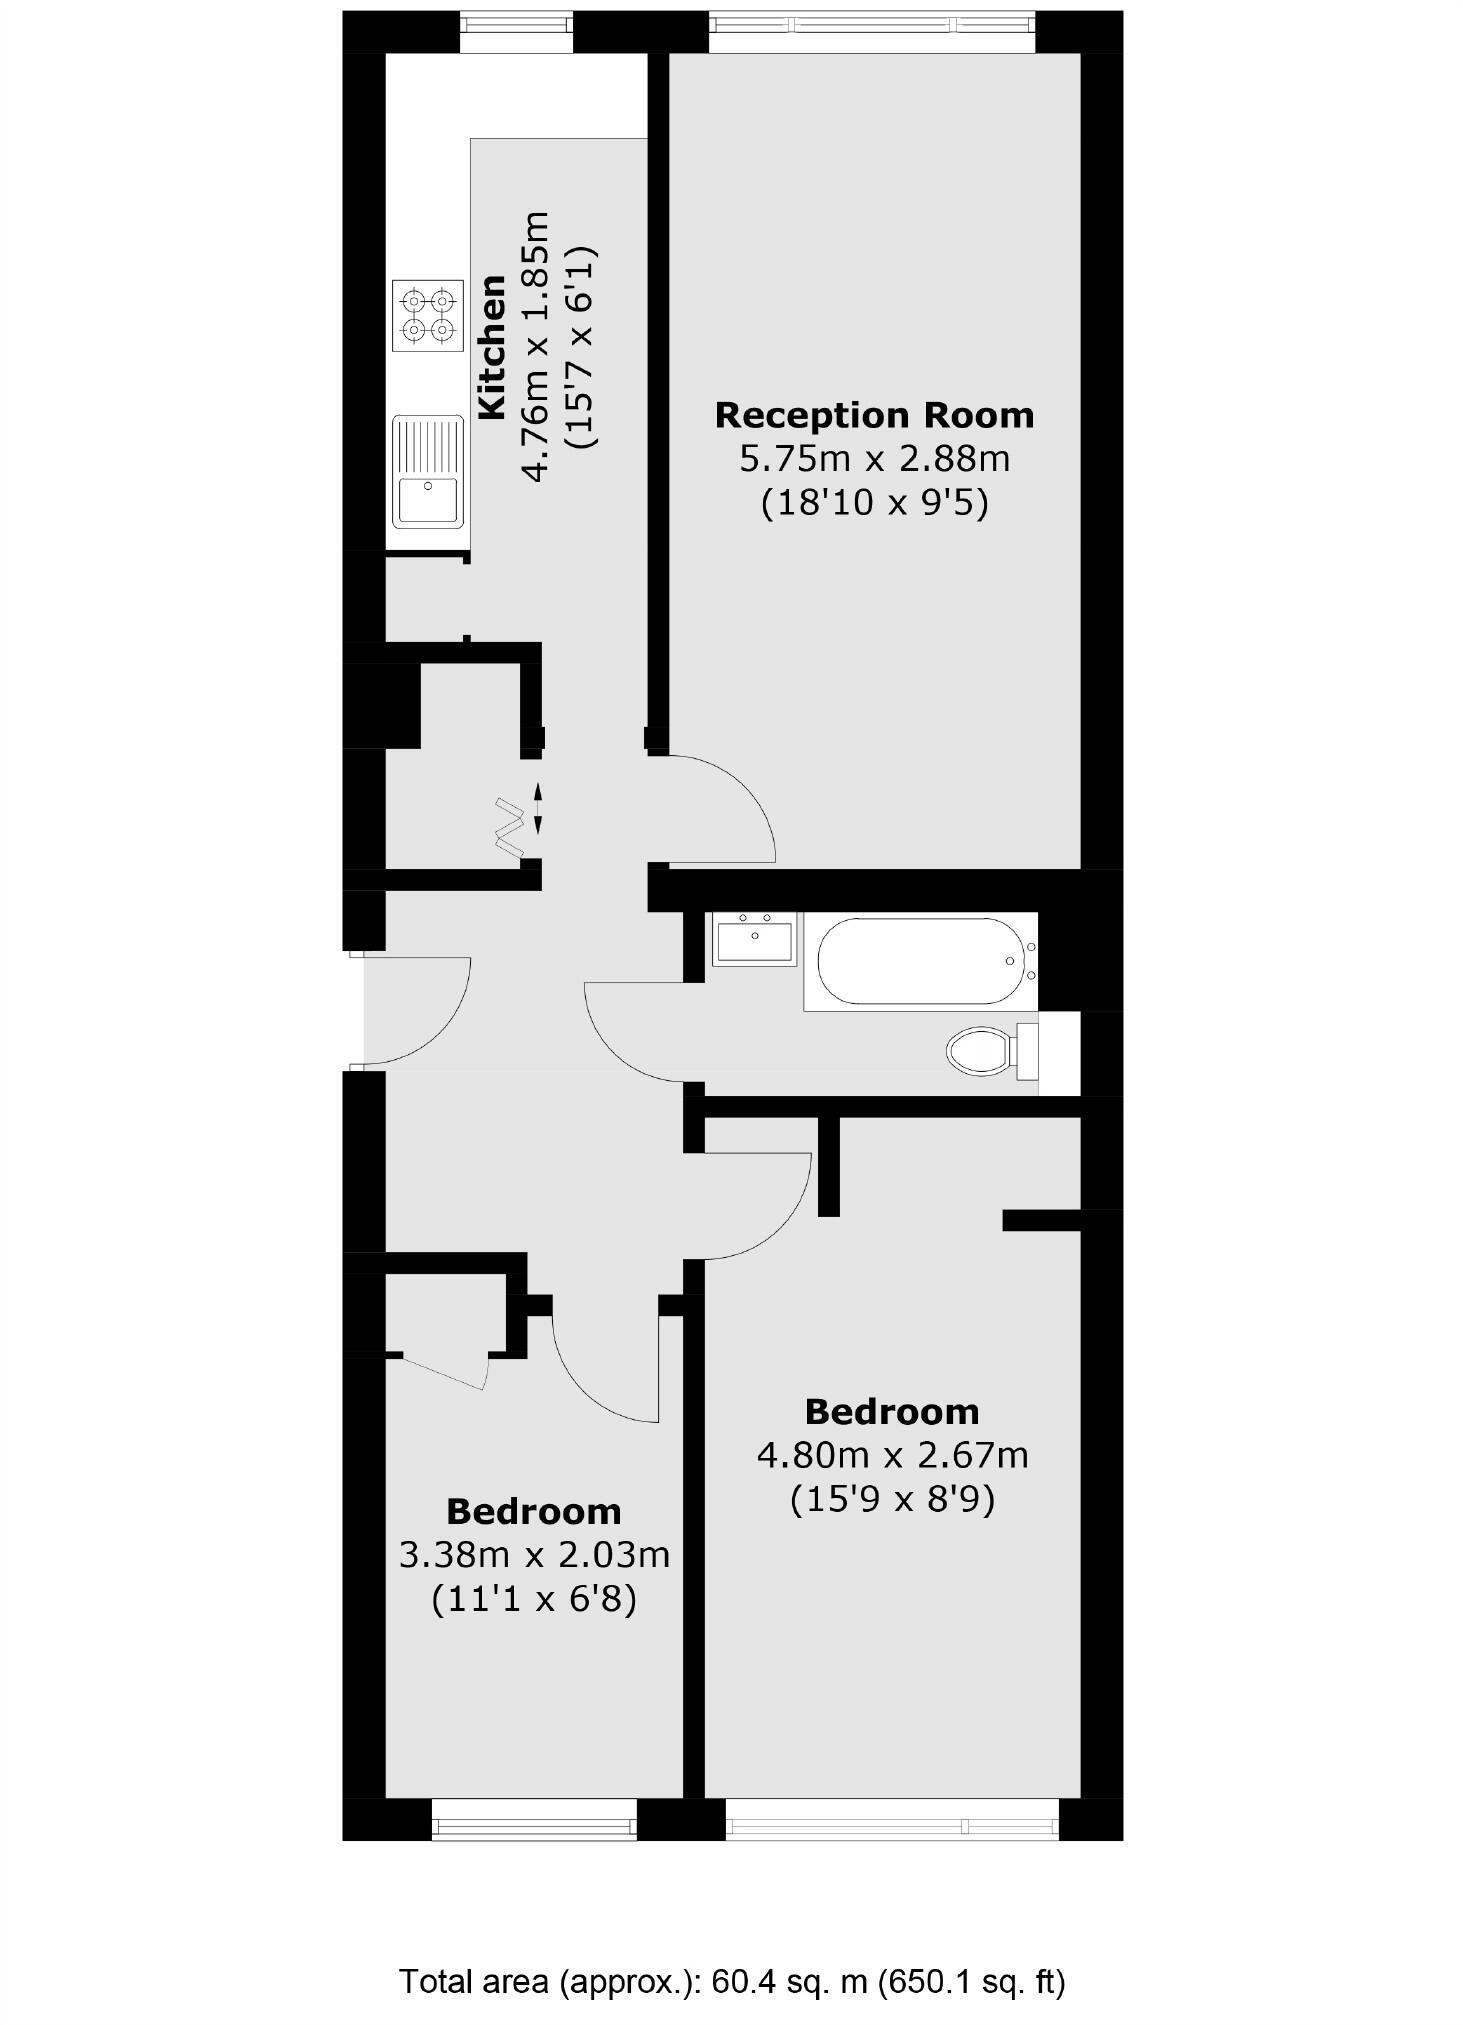 Kitchen
4.76m x 1.85m
(15'7 x 6'1)
Reception Room
5.75m x 2.88m
(18'10 x 9'5)
Bedroom
4.80m x 2.67m
(15'9 x 8'9)
Bedroom
3.38m x 2.03m
(11'1 x 6'8)
Total area (approx.): 60.4 sq. m (650.1 sq. ft)